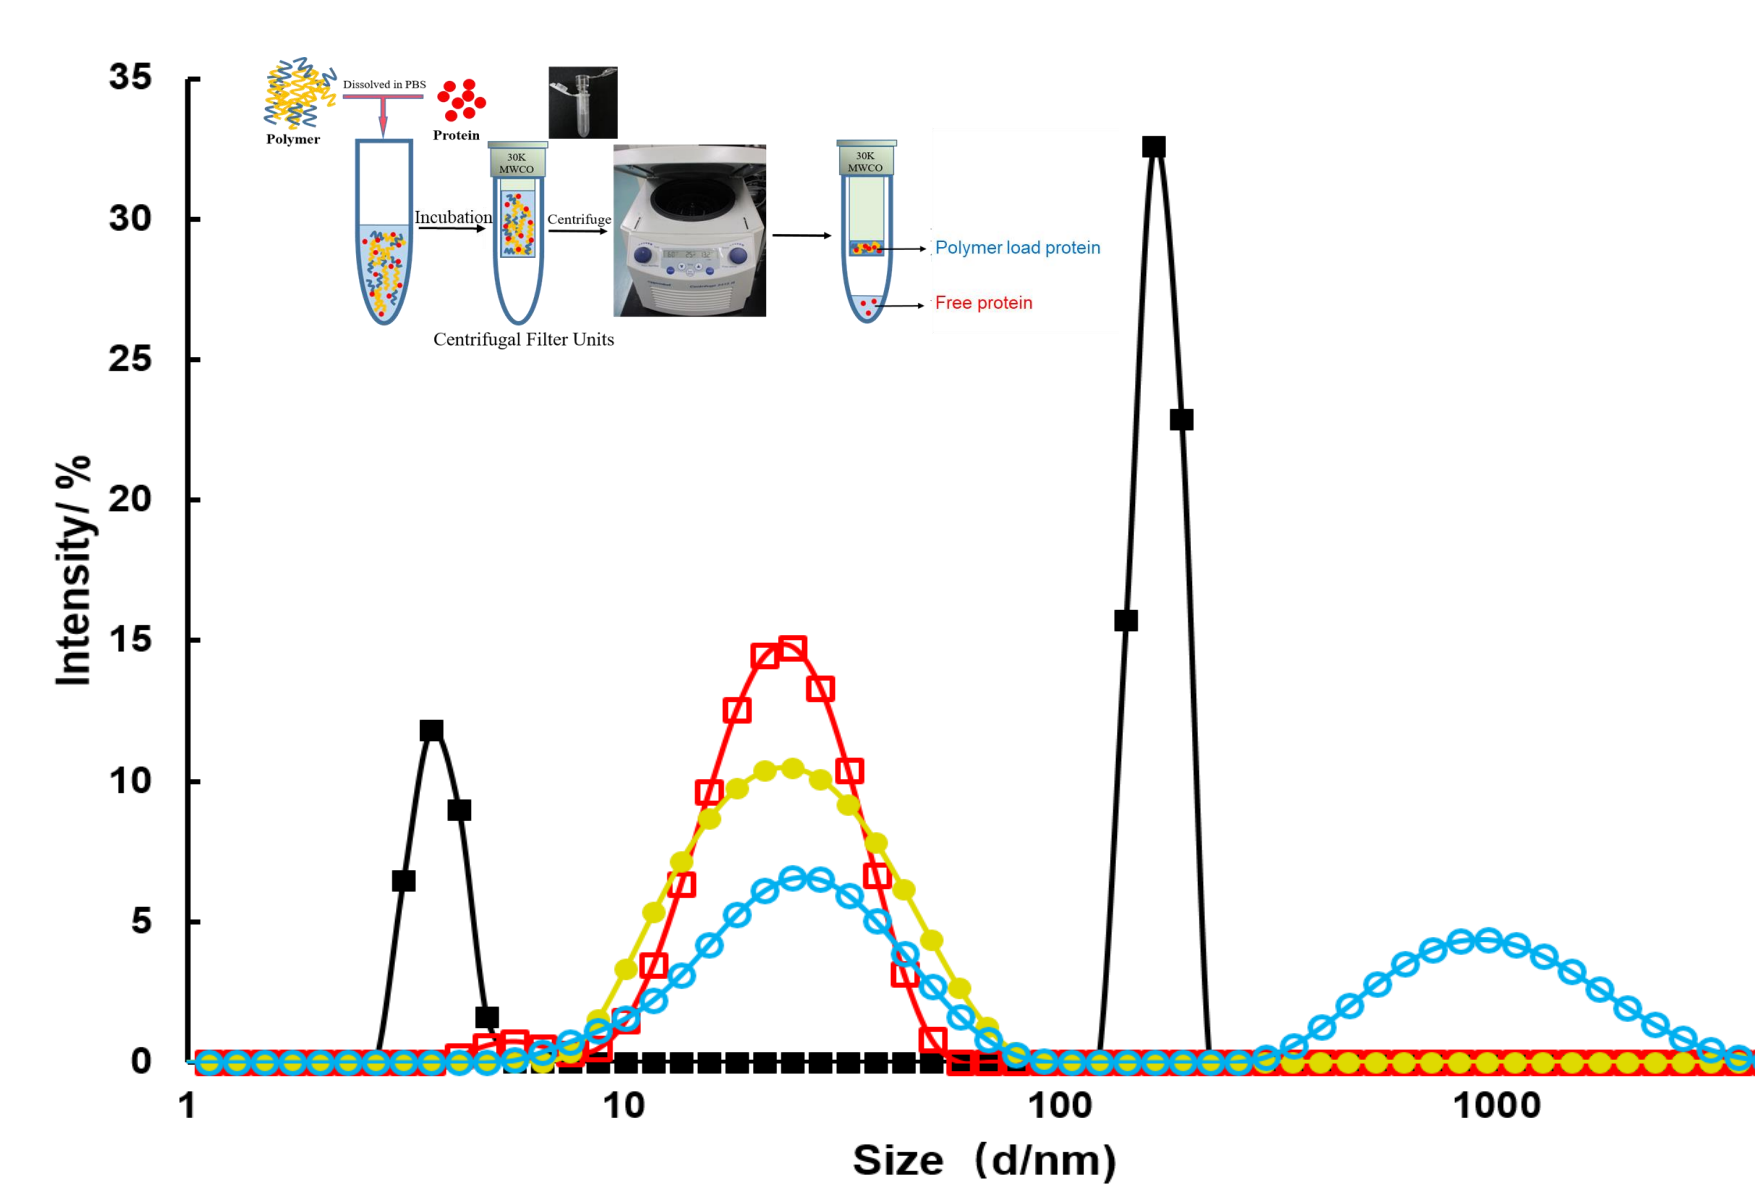 35
30
25
20
15
10
5
0
Intensity/ %
1
10
100
1000
Size（d/nm)
Dissolved in PBS
Polymer
Protein
30K
MWCO
Incubation
Centrifuge
30K
MWCO
Polymer load protein
Free protein
Centrifugal Filter Units